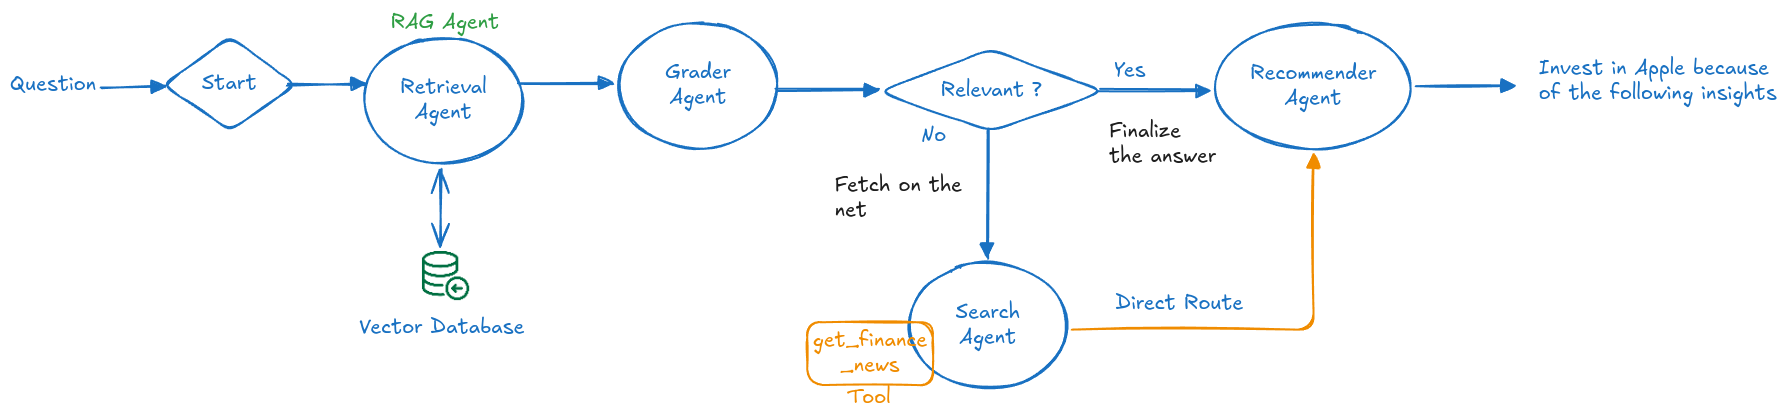 RAG Agent
Question
Start
Retrieval
Agent
Vector Database
Grader
Agent
Relevant ?
Yes
No
Finalize
the answer
Fetch on the
net
Search
Agent
get_finance
_news
Tool
Direct Route
Recommender
Agent
Invest in Apple because
of the following insights